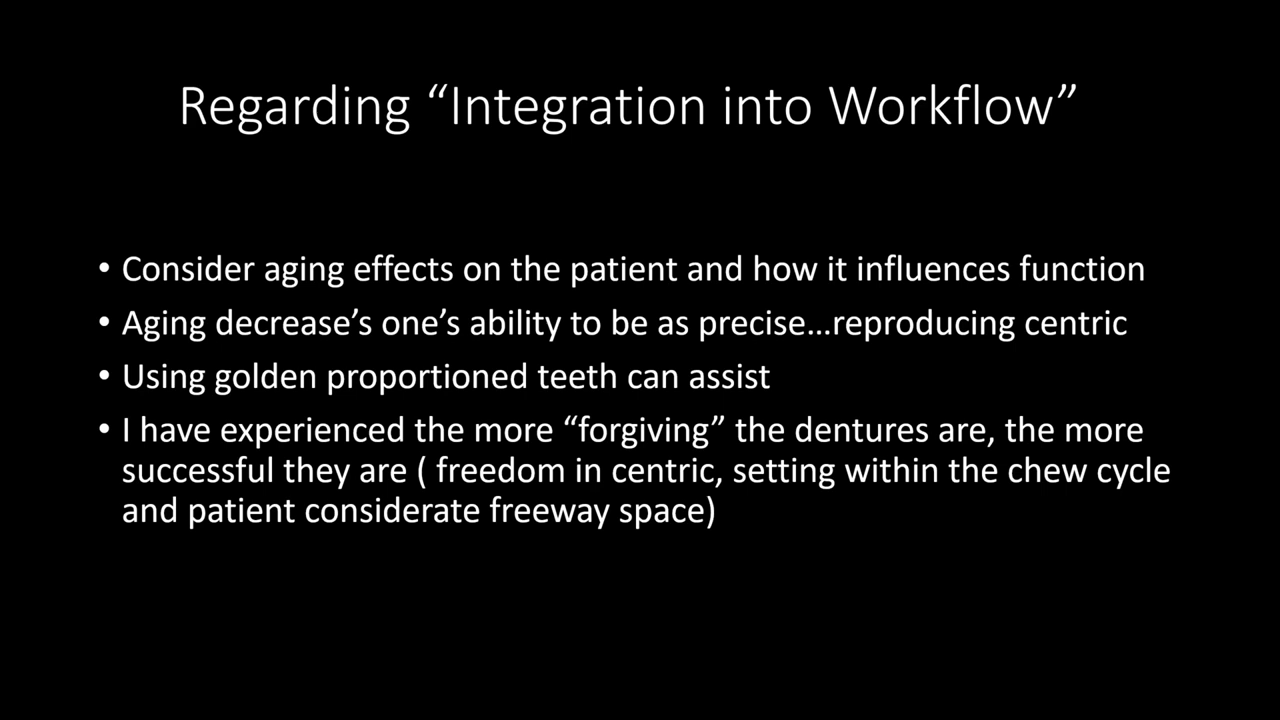 Regarding “Integration into Workflow”
• Consider aging effects on the patient and how it influences function
• Aging decrease’s one’s ability to be as precise…reproducing centric
• Using golden proportioned teeth can assist
• I have experienced the more “forgiving” the dentures are, the more
successful they are ( freedom in centric, setting within the chew cycle
and patient considerate freeway space)